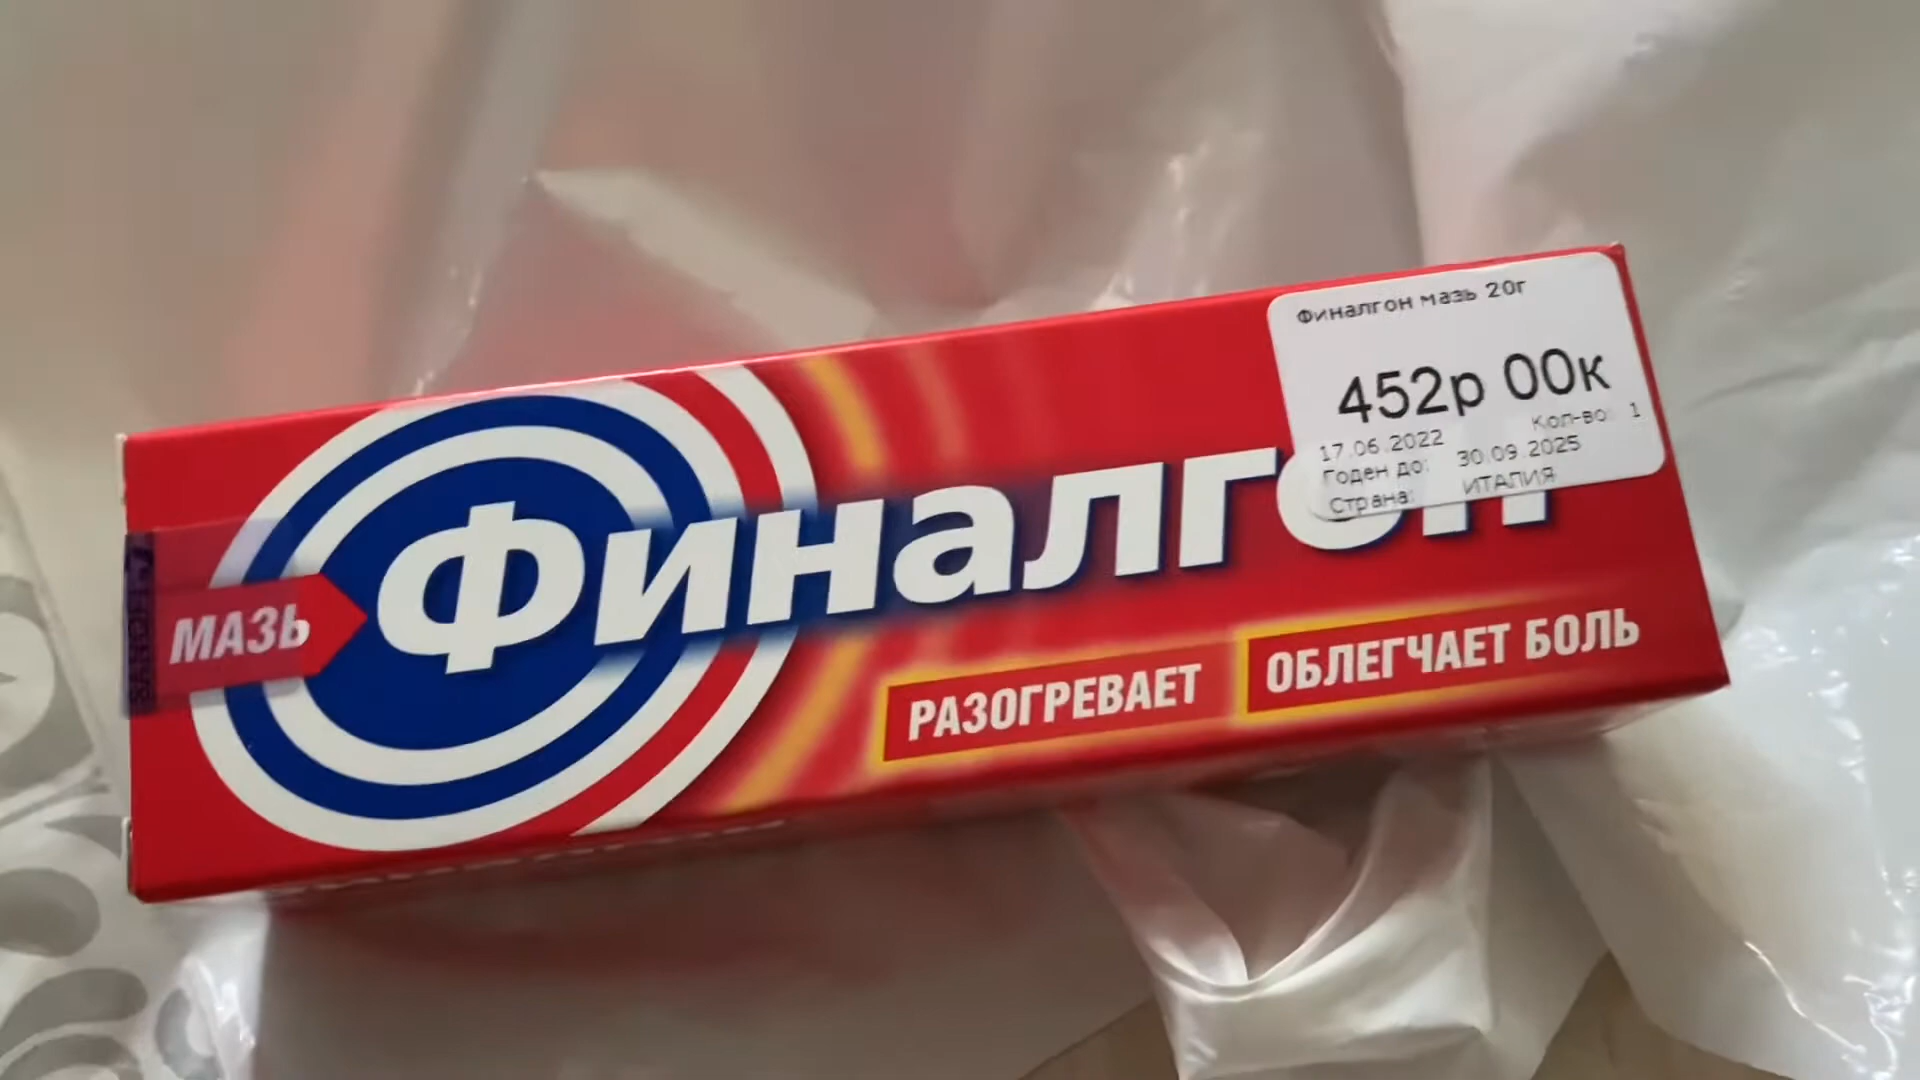 Финалгон мазь 20г
452р 00к
Кол-во: 1
17.06.2022
Годен до: 30.09.2025
Страна: ИТАЛИЯ
Финалгон
МАЗЬ
РАЗОГРЕВАЕТ
ОБЛЕГЧАЕТ БОЛЬ